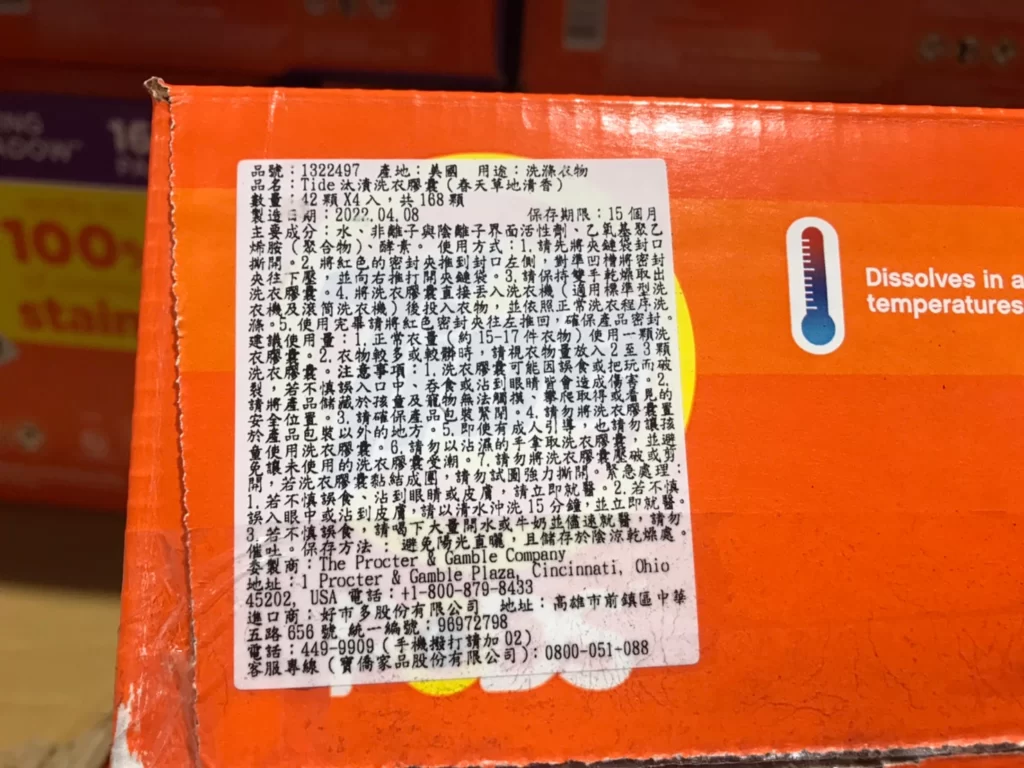 品號：1322497 產地：美國 用途：洗滌衣物
品名：Tide 汰漬洗衣膠囊（春天草地清香）
數量：42 顆 X4 入，共 168 顆
製造日期：2022.04.08 保存期限：15 個月
主要成分：水、非離子與陰離子界面活性劑、乙氧基聚乙
烯胺（聚合物）、酵素。使用方式：1.請先將夾鏈袋封口
撕開。2.將紅色的密封夾推到封口左側，對準凹槽將密封
夾往下壓，並向右推打開夾鏈袋。3.請保持雙手乾燥取出
洗衣膠囊。4.將洗衣膠囊直接丟入洗衣機（適用標準型洗
衣機及滾筒洗衣機）後投入衣物，並依照正常洗衣程序洗
滌。5.使用完畢請將紅色密封夾往左推回，確保產品密封。
建議使用量：1.正常衣量（約 15-17 件衣物）使用一顆洗
衣膠囊。2.衣物較多或較髒時，請視衣物量放入 2 至 3 顆
洗衣膠囊。注意事項：1.洗衣膠囊可能因誤食或把玩而破
裂，若不慎誤入口中、吞食或沾到眼睛皆會造成傷害。2.
請將產品儲藏於孩童及寵物無法觸摸、攀爬取得或看見的
安全位置。3.請確保產品包裝緊閉。4.請勿將洗衣膠囊置
於產品包裝以外的地方。5.即使有成人引導，也請勿讓孩
童使用洗衣膠囊。6.請勿以沾濕的手拿取洗衣膠囊，並避
免讓未使用的洗衣膠囊受潮。7.請勿將洗衣膠囊壓破或剪
開，若洗衣膠囊黏結成團，請勿試圖強力撕開。緊急處理：
1.若不慎誤食、沾到眼睛或皮膚，請立即就醫。2.若不慎
誤入眼中或沾到皮膚，請以清水沖洗 15 分鐘，並立即就醫。
3.若不慎誤食，請喝下大量開水或牛奶並儘速就醫，請勿
催吐。保存方法：避免陽光直曬，且儲存於陰涼乾燥處。
委製商：The Procter & Gamble Company
地址：1 Procter & Gamble Plaza, Cincinnati, Ohio
45202, USA 電話：+1-800-879-8433
進口商：好市多股份有限公司 地址：高雄市前鎮區中華
五路 656 號 統一編號：96972798
電話：449-9909（手機撥打請加 02）
客服專線（寶僑家品股份有限公司）：0800-051-088
Dissolves in a
temperatures
100%
stain